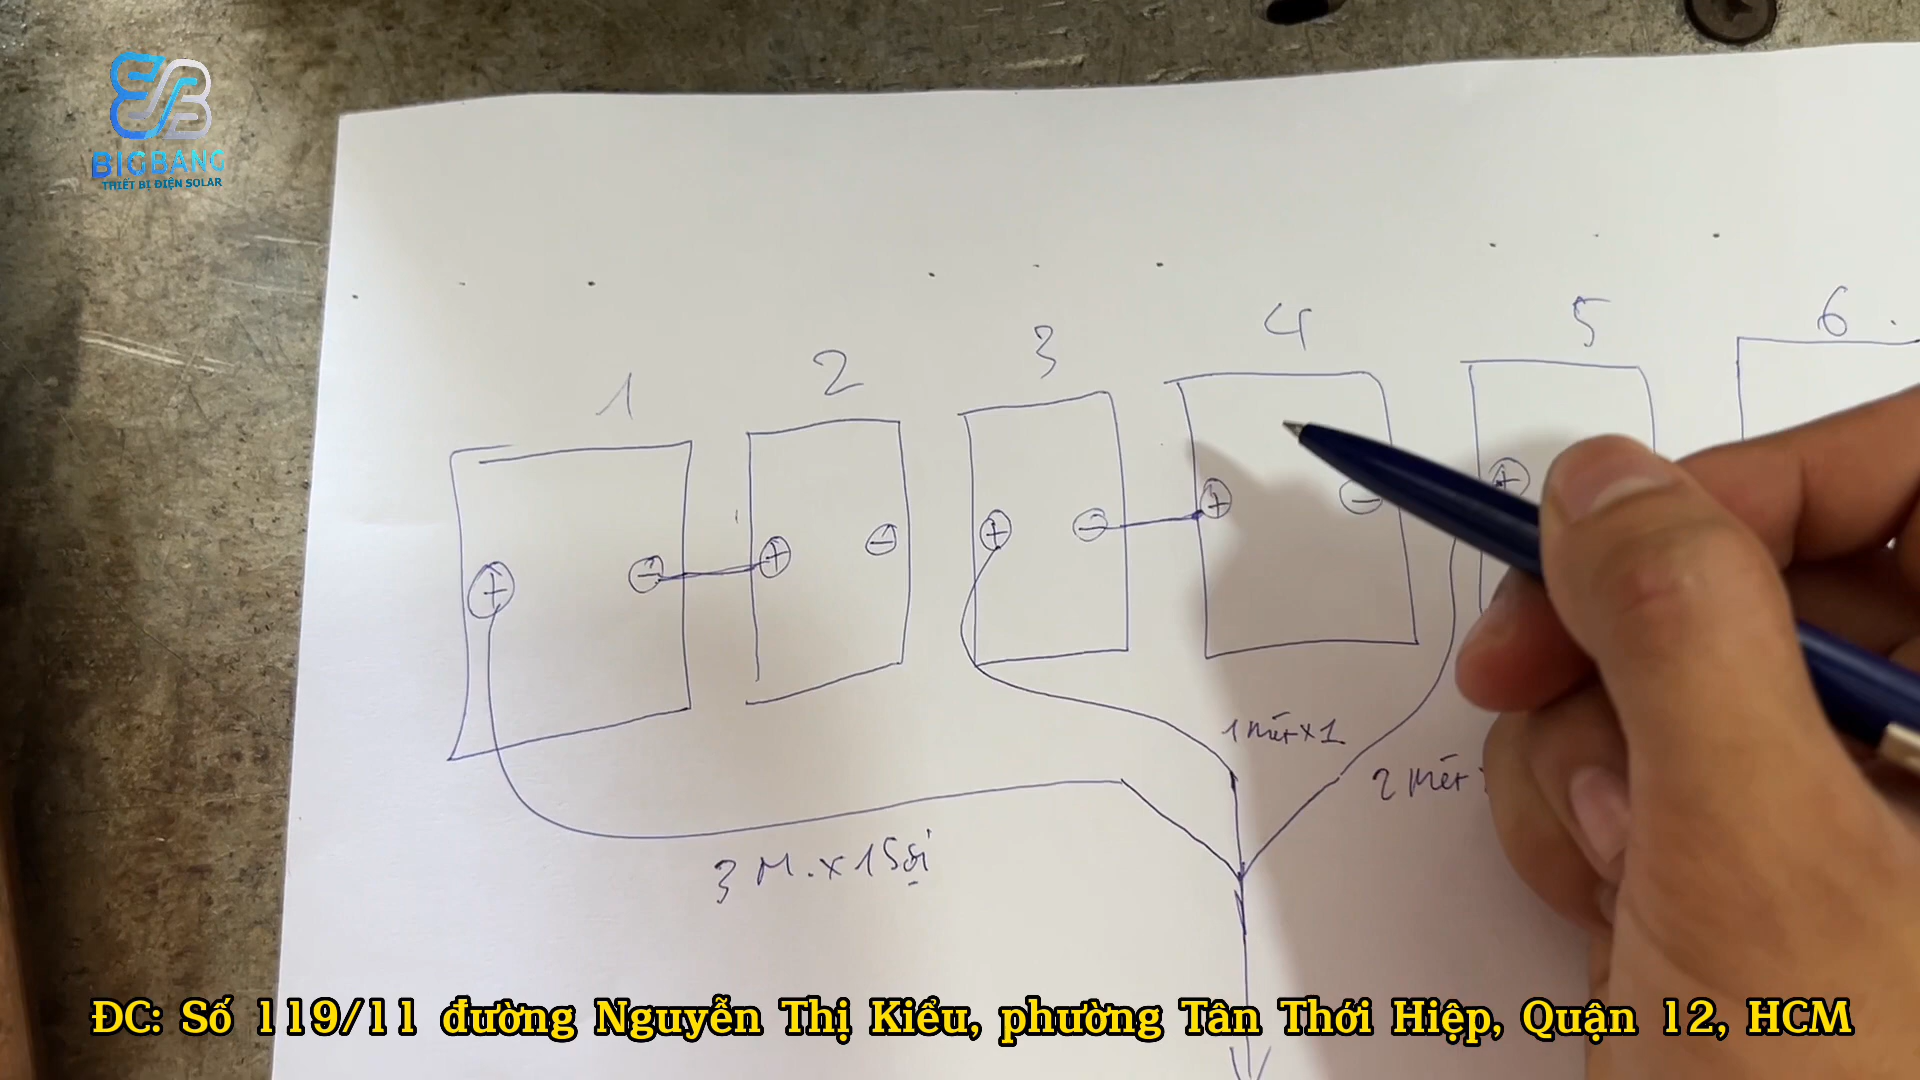 BIGBANG
THIẾT BỊ ĐIỆN SOLAR
1 2 3 4 5 6
+ - + - + - + - +
1 mét x 1
2 mét
3 M. x 1 Sợi
ĐC: Số 119/11 đường Nguyễn Thị Kiểu, phường Tân Thới Hiệp, Quận 12, HCM